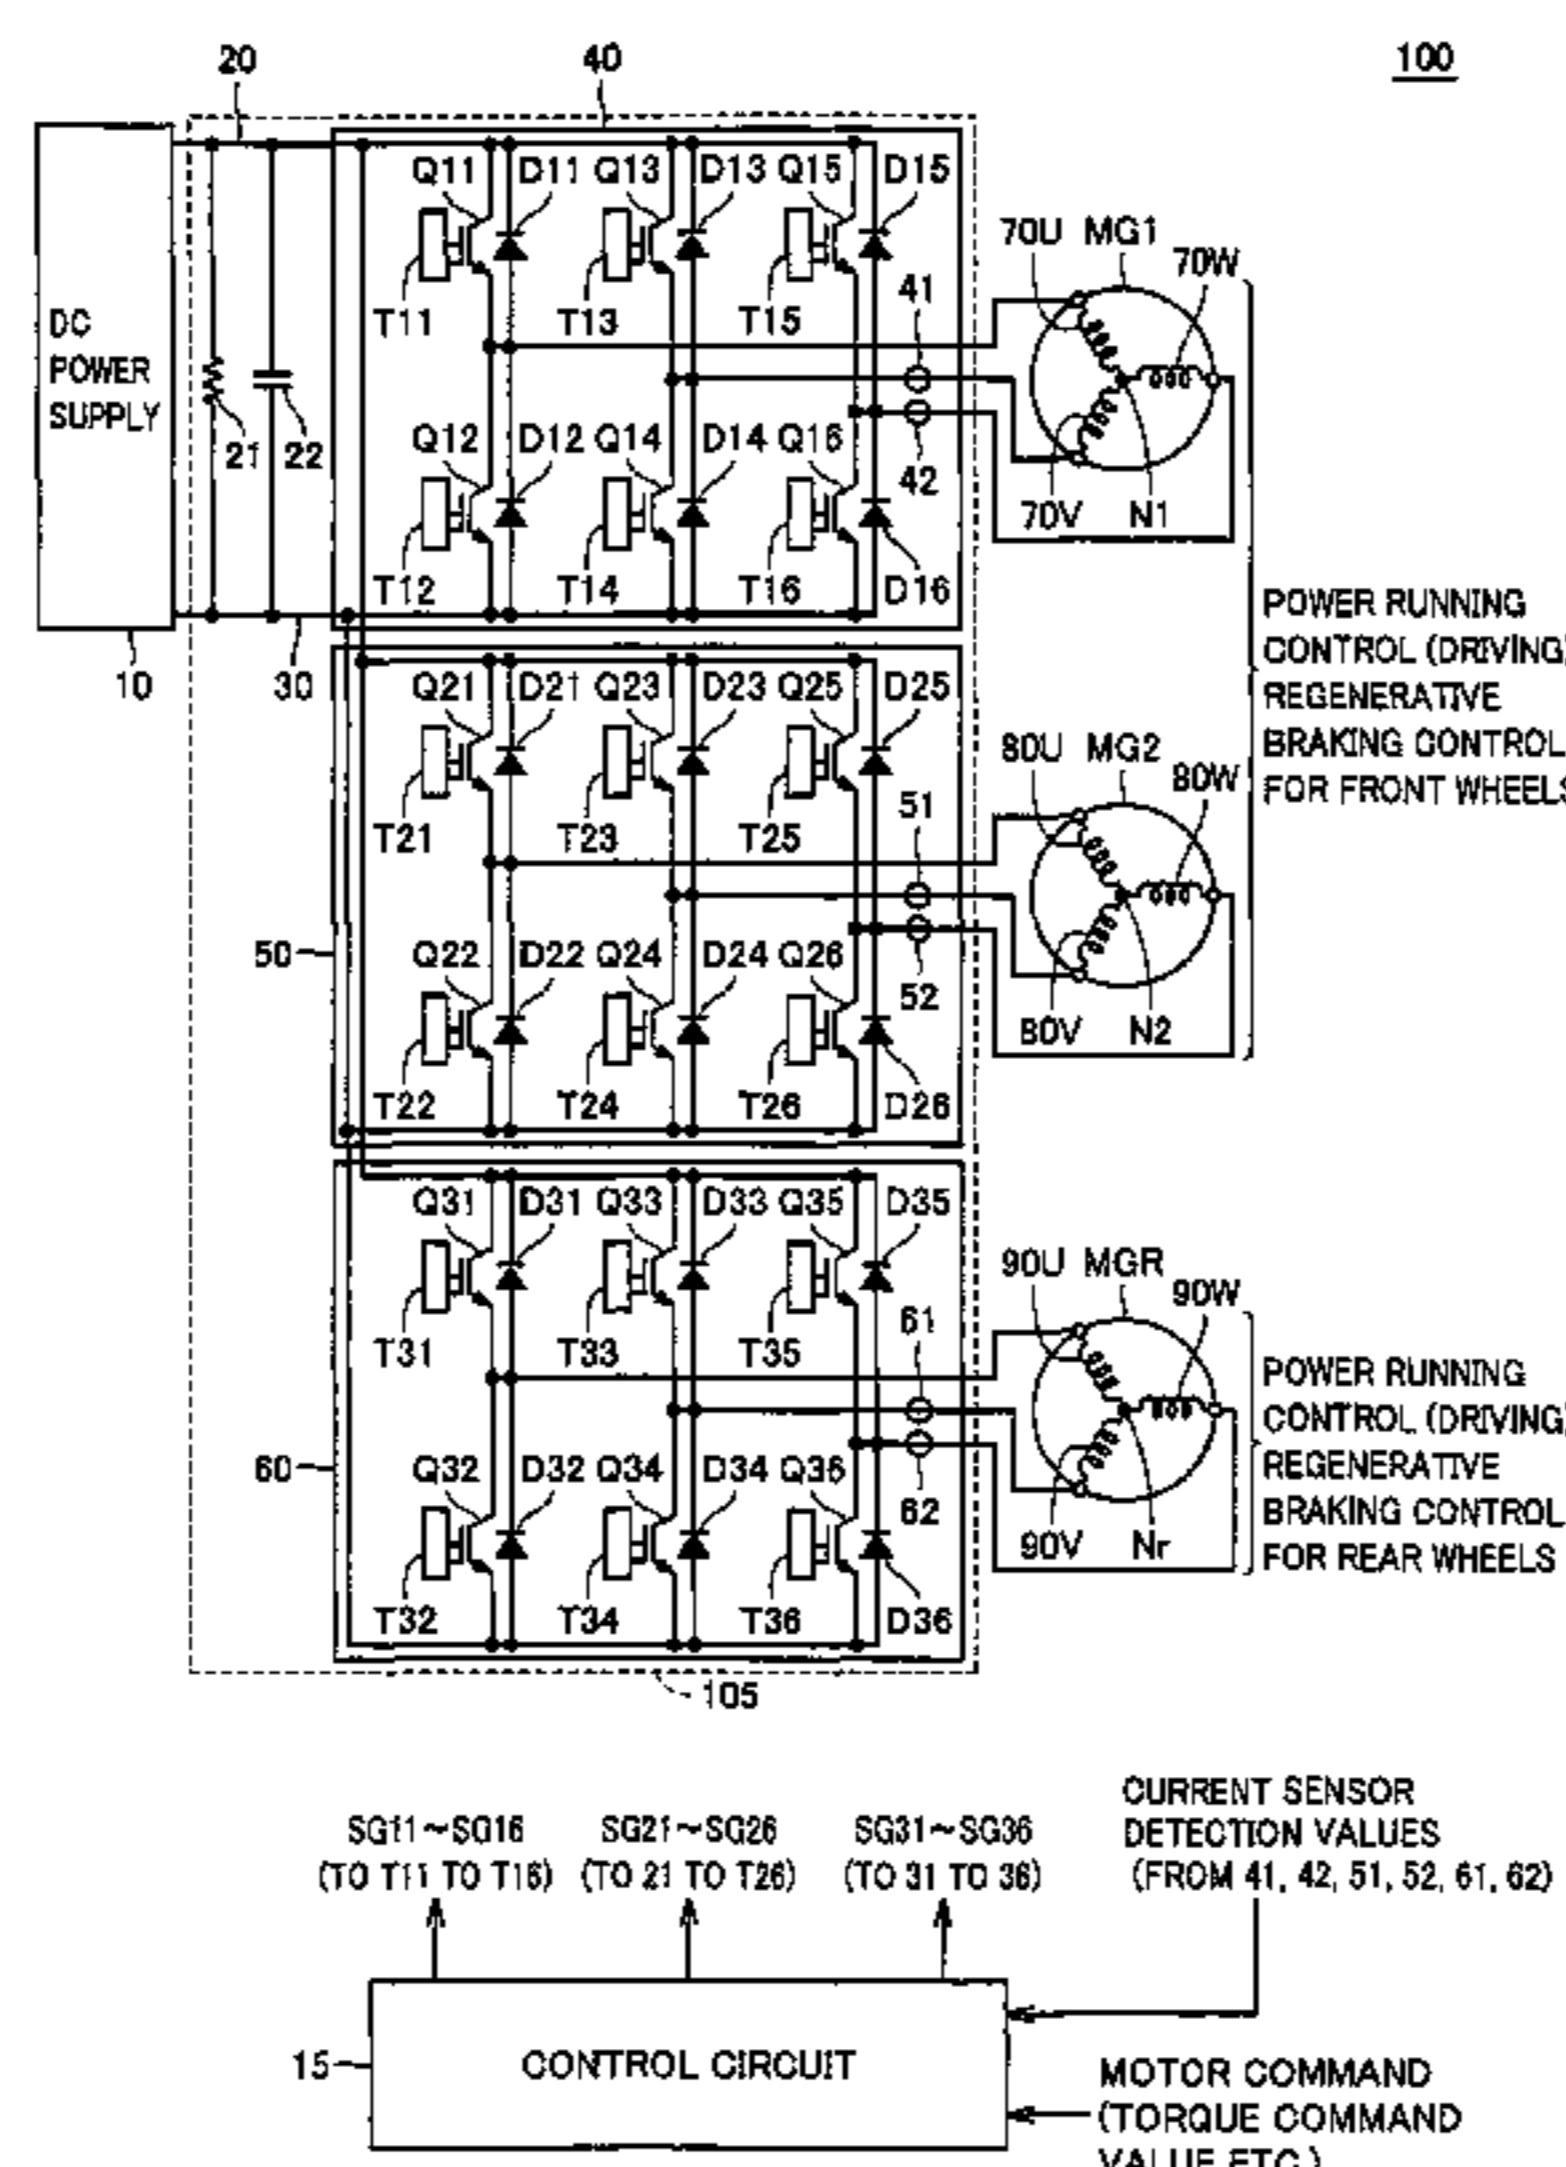 20 40 100
Q11 D11 Q13 D13 Q15 D15
70U MG1
70W
41
T11 T13 T15
DC
POWER
SUPPLY
21 22
Q12 D12 Q14 D14 Q16
42
70V N1
T12 T14 T16 D16
POWER RUNNING
CONTROL (DRIVING)
REGENERATIVE
BRAKING CONTROL
FOR FRONT WHEELS
10 30
Q21 D21 Q23 D23 Q25 D25
80U MG2
80W
51
T21 T23 T25
50
Q22 D22 Q24 D24 Q26
52
80V N2
T22 T24 T26 D26
Q31 D31 Q33 D33 Q35 D35
90U MGR
90W
61
T31 T33 T35
POWER RUNNING
CONTROL (DRIVING)
REGENERATIVE
BRAKING CONTROL
FOR REAR WHEELS
60
Q32 D32 Q34 D34 Q36
62
90V Nr
T32 T34 T36 D36
105
CURRENT SENSOR
DETECTION VALUES
(FROM 41, 42, 51, 52, 61, 62)
SG11~SG16
(TO T11 TO T16)
SG21~SG26
(TO 21 TO T26)
SG31~SG36
(TO 31 TO 36)
15
CONTROL CIRCUIT
MOTOR COMMAND
(TORQUE COMMAND
VALUE ETC.)